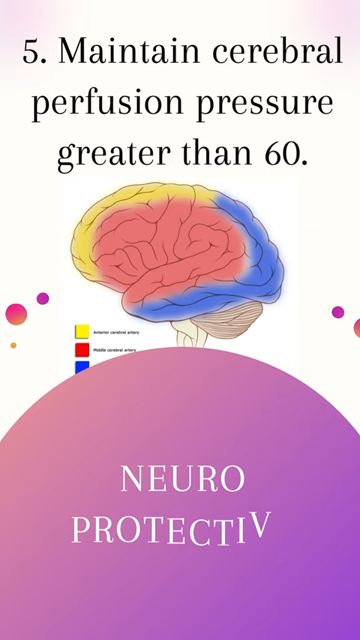 5. Maintain cerebral
perfusion pressure
greater than 60.
Anterior cerebral artery
Middle cerebral artery
NEURO
PROTECTIV